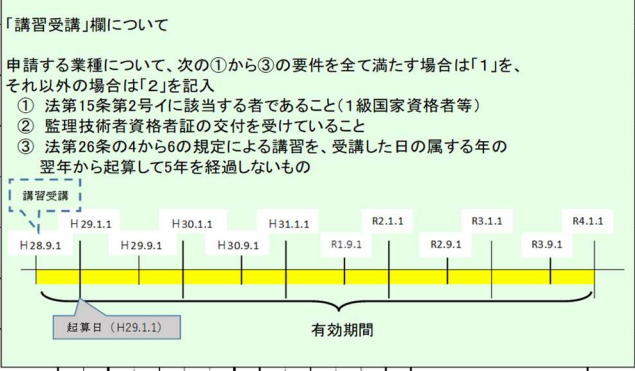 「講習受講」欄について
申請する業種について、次の①から③の要件を全て満たす場合は「1」を、
それ以外の場合は「2」を記入
① 法第15条第2号イに該当する者であること(1級国家資格者等)
② 監理技術者資格者証の交付を受けていること
③ 法第26条の4から6の規定による講習を、受講した日の属する年の
翌年から起算して5年を経過しないもの
講習受講
H29.1.1 H30.1.1 H31.1.1 R2.1.1 R3.1.1 R4.1.1
H28.9.1 H29.9.1 H30.9.1 R1.9.1 R2.9.1 R3.9.1
起算日(H29.1.1)
有効期間